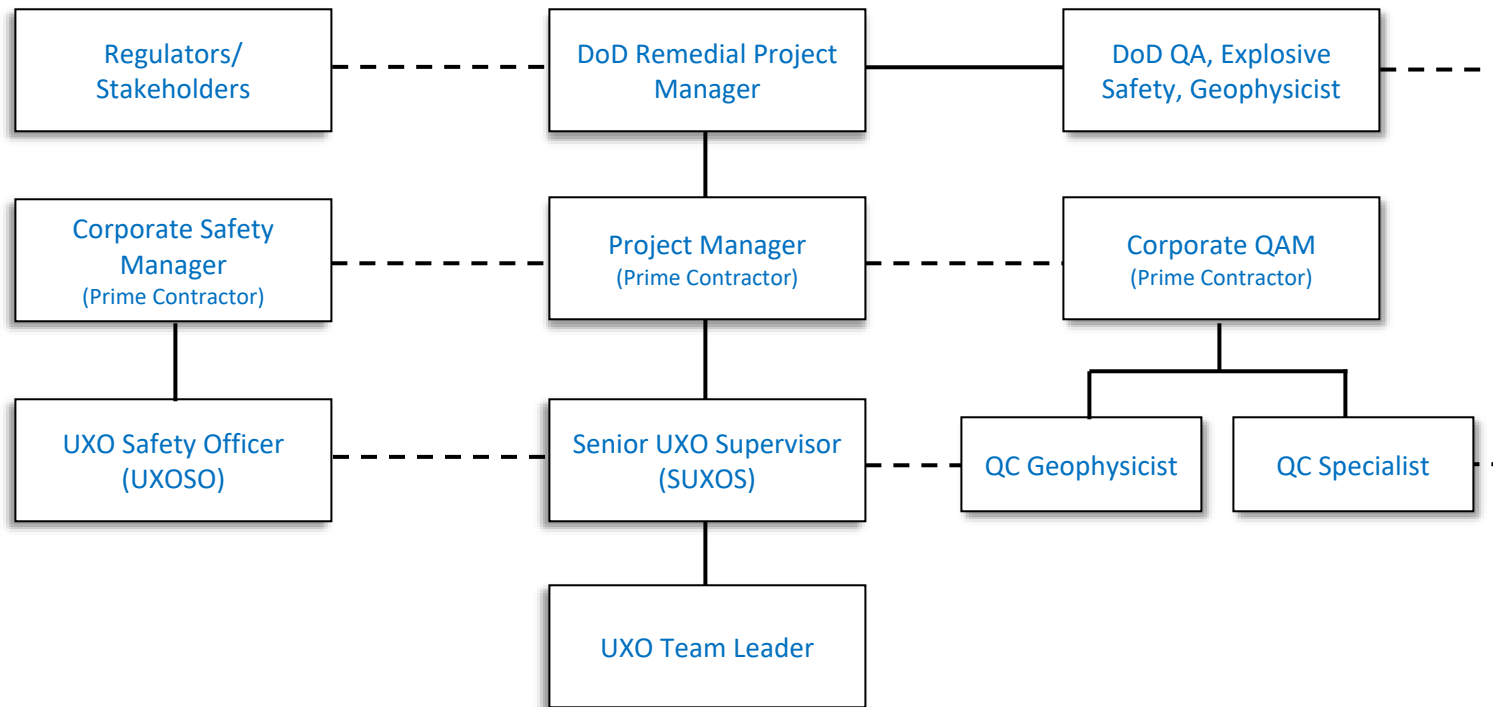 Regulators/
Stakeholders
DoD Remedial Project
Manager
DoD QA, Explosive
Safety, Geophysicist
Corporate Safety
Manager
(Prime Contractor)
Project Manager
(Prime Contractor)
Corporate QAM
(Prime Contractor)
UXO Safety Officer
(UXOSO)
Senior UXO Supervisor
(SUXOS)
QC Geophysicist
QC Specialist
UXO Team Leader